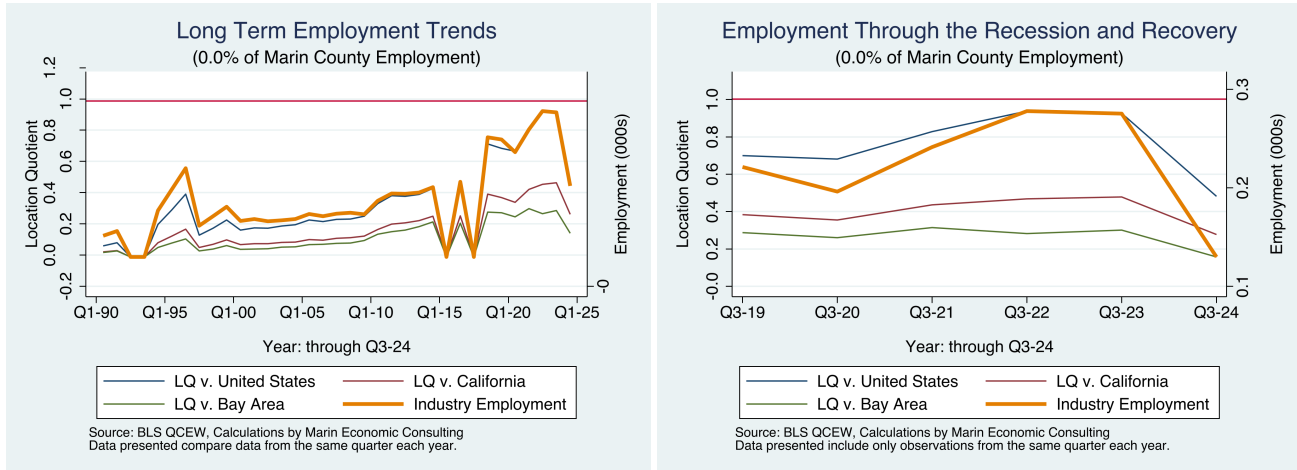 Long Term Employment Trends
(0.0% of Marin County Employment)
Location Quotient
1.2
1.0
0.8
0.6
0.4
0.2
0.0
-0.2
Employment (000s)
-0
Q1-90 Q1-95 Q1-00 Q1-05 Q1-10 Q1-15 Q1-20 Q1-25
Year: through Q3-24
LQ v. United States LQ v. California
LQ v. Bay Area Industry Employment
Source: BLS QCEW, Calculations by Marin Economic Consulting
Data presented compare data from the same quarter each year.
Employment Through the Recession and Recovery
(0.0% of Marin County Employment)
Location Quotient
1.0
0.8
0.6
0.4
0.2
-0.0
Employment (000s)
0.3
0.2
0.1
Q3-19 Q3-20 Q3-21 Q3-22 Q3-23 Q3-24
Year: through Q3-24
LQ v. United States LQ v. California
LQ v. Bay Area Industry Employment
Source: BLS QCEW, Calculations by Marin Economic Consulting
Data presented include only observations from the same quarter each year.